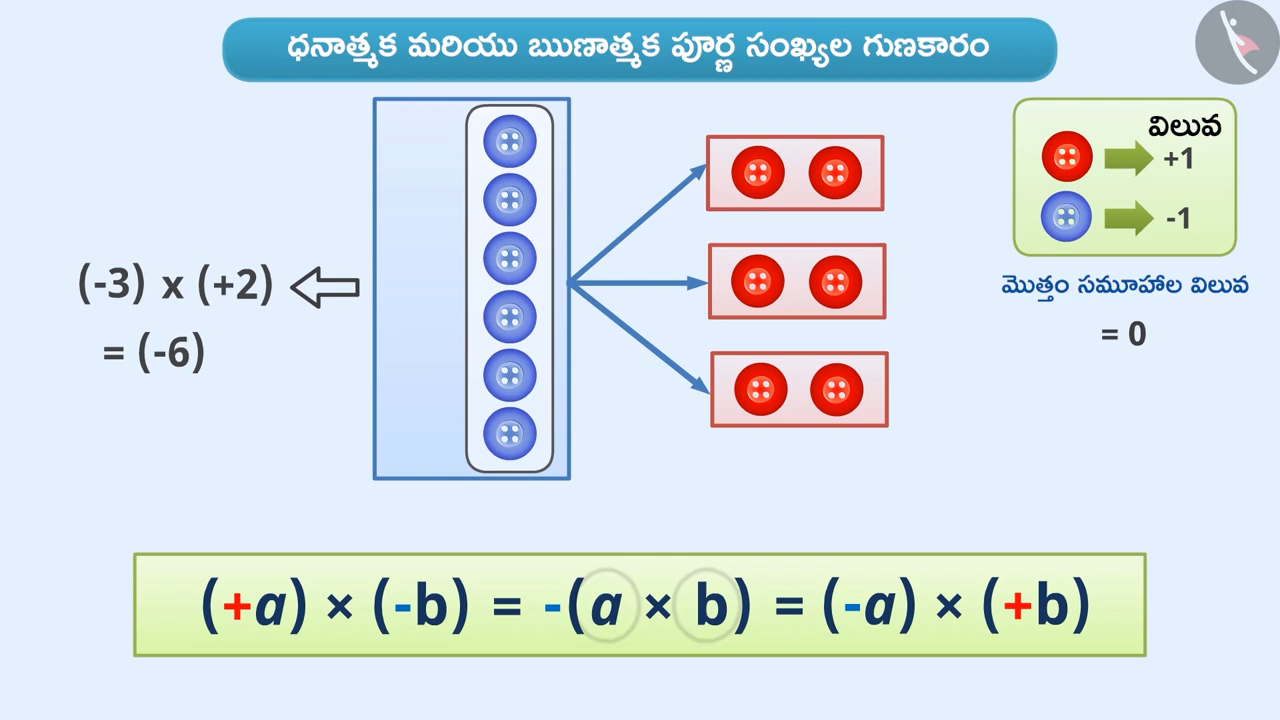 ధనాత్మక మరియు ఋణాత్మక పూర్ణ సంఖ్యల గుణకారం
విలువ
+1
-1
మొత్తం సమూహాల విలువ
= 0
(-3) x (+2)
= (-6)
(+a) × (-b) = -(a × b) = (-a) × (+b)